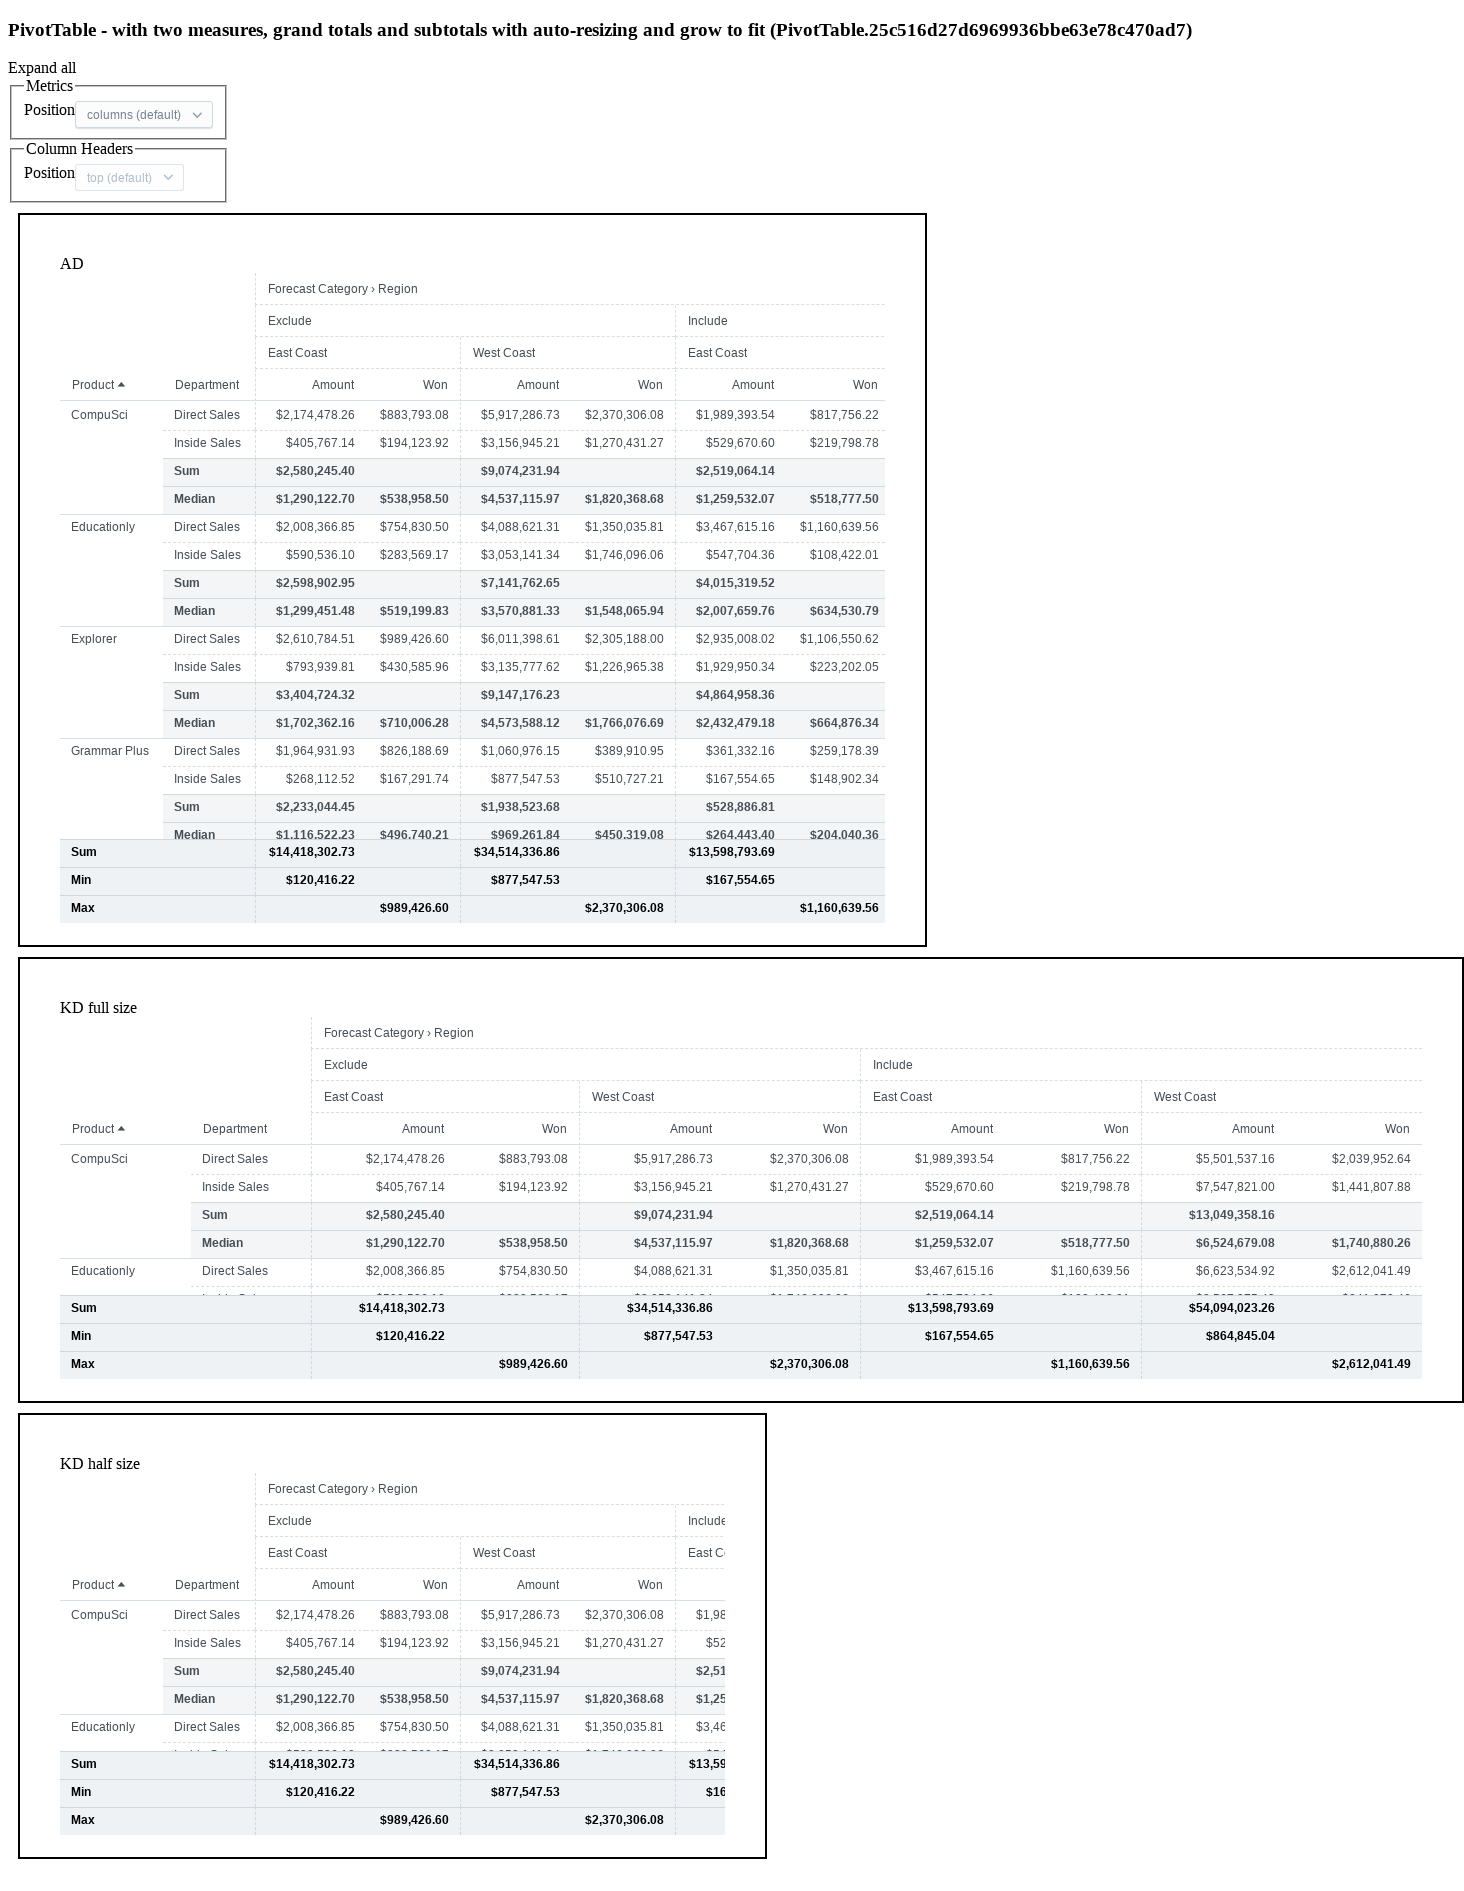 PivotTable - with two measures, grand totals and subtotals with auto-resizing and grow to fit (PivotTable.25c516d27d6969936bbe63e78c470ad7)
Expand all
Metrics
Position columns (default)
Column Headers
Position top (default)
AD
Forecast Category › Region
Exclude Include
East Coast West Coast East Coast
Product Department Amount Won Amount Won Amount Won
CompuSci Direct Sales $2,174,478.26 $883,793.08 $5,917,286.73 $2,370,306.08 $1,989,393.54 $817,756.22
Inside Sales $405,767.14 $194,123.92 $3,156,945.21 $1,270,431.27 $529,670.60 $219,798.78
Sum $2,580,245.40 $9,074,231.94 $2,519,064.14
Median $1,290,122.70 $538,958.50 $4,537,115.97 $1,820,368.68 $1,259,532.07 $518,777.50
Educationly Direct Sales $2,008,366.85 $754,830.50 $4,088,621.31 $1,350,035.81 $3,467,615.16 $1,160,639.56
Inside Sales $590,536.10 $283,569.17 $3,053,141.34 $1,746,096.06 $547,704.36 $108,422.01
Sum $2,598,902.95 $7,141,762.65 $4,015,319.52
Median $1,299,451.48 $519,199.83 $3,570,881.33 $1,548,065.94 $2,007,659.76 $634,530.79
Explorer Direct Sales $2,610,784.51 $989,426.60 $6,011,398.61 $2,305,188.00 $2,935,008.02 $1,106,550.62
Inside Sales $793,939.81 $430,585.96 $3,135,777.62 $1,226,965.38 $1,929,950.34 $223,202.05
Sum $3,404,724.32 $9,147,176.23 $4,864,958.36
Median $1,702,362.16 $710,006.28 $4,573,588.12 $1,766,076.69 $2,432,479.18 $664,876.34
Grammar Plus Direct Sales $1,964,931.93 $826,188.69 $1,060,976.15 $389,910.95 $361,332.16 $259,178.39
Inside Sales $268,112.52 $167,291.74 $877,547.53 $510,727.21 $167,554.65 $148,902.34
Sum $2,233,044.45 $1,938,523.68 $528,886.81
Median $1,116,522.23 $496,740.21 $969,261.84 $450,319.08 $264,443.40 $204,040.36
Sum $14,418,302.73 $34,514,336.86 $13,598,793.69
Min $120,416.22 $877,547.53 $167,554.65
Max $989,426.60 $2,370,306.08 $1,160,639.56
KD full size
Forecast Category › Region
Exclude Include
East Coast West Coast East Coast West Coast
Product Department Amount Won Amount Won Amount Won Amount Won
CompuSci Direct Sales $2,174,478.26 $883,793.08 $5,917,286.73 $2,370,306.08 $1,989,393.54 $817,756.22 $5,501,537.16 $2,039,952.64
Inside Sales $405,767.14 $194,123.92 $3,156,945.21 $1,270,431.27 $529,670.60 $219,798.78 $7,547,821.00 $1,441,807.88
Sum $2,580,245.40 $9,074,231.94 $2,519,064.14 $13,049,358.16
Median $1,290,122.70 $538,958.50 $4,537,115.97 $1,820,368.68 $1,259,532.07 $518,777.50 $6,524,679.08 $1,740,880.26
Educationly Direct Sales $2,008,366.85 $754,830.50 $4,088,621.31 $1,350,035.81 $3,467,615.16 $1,160,639.56 $6,623,534.92 $2,612,041.49
Sum $14,418,302.73 $34,514,336.86 $13,598,793.69 $54,094,023.26
Min $120,416.22 $877,547.53 $167,554.65 $864,845.04
Max $989,426.60 $2,370,306.08 $1,160,639.56 $2,612,041.49
KD half size
Forecast Category › Region
Exclude Include
East Coast West Coast East C
Product Department Amount Won Amount Won
CompuSci Direct Sales $2,174,478.26 $883,793.08 $5,917,286.73 $2,370,306.08 $1,98
Inside Sales $405,767.14 $194,123.92 $3,156,945.21 $1,270,431.27 $52
Sum $2,580,245.40 $9,074,231.94 $2,51
Median $1,290,122.70 $538,958.50 $4,537,115.97 $1,820,368.68 $1,25
Educationly Direct Sales $2,008,366.85 $754,830.50 $4,088,621.31 $1,350,035.81 $3,46
Sum $14,418,302.73 $34,514,336.86 $13,59
Min $120,416.22 $877,547.53 $16
Max $989,426.60 $2,370,306.08